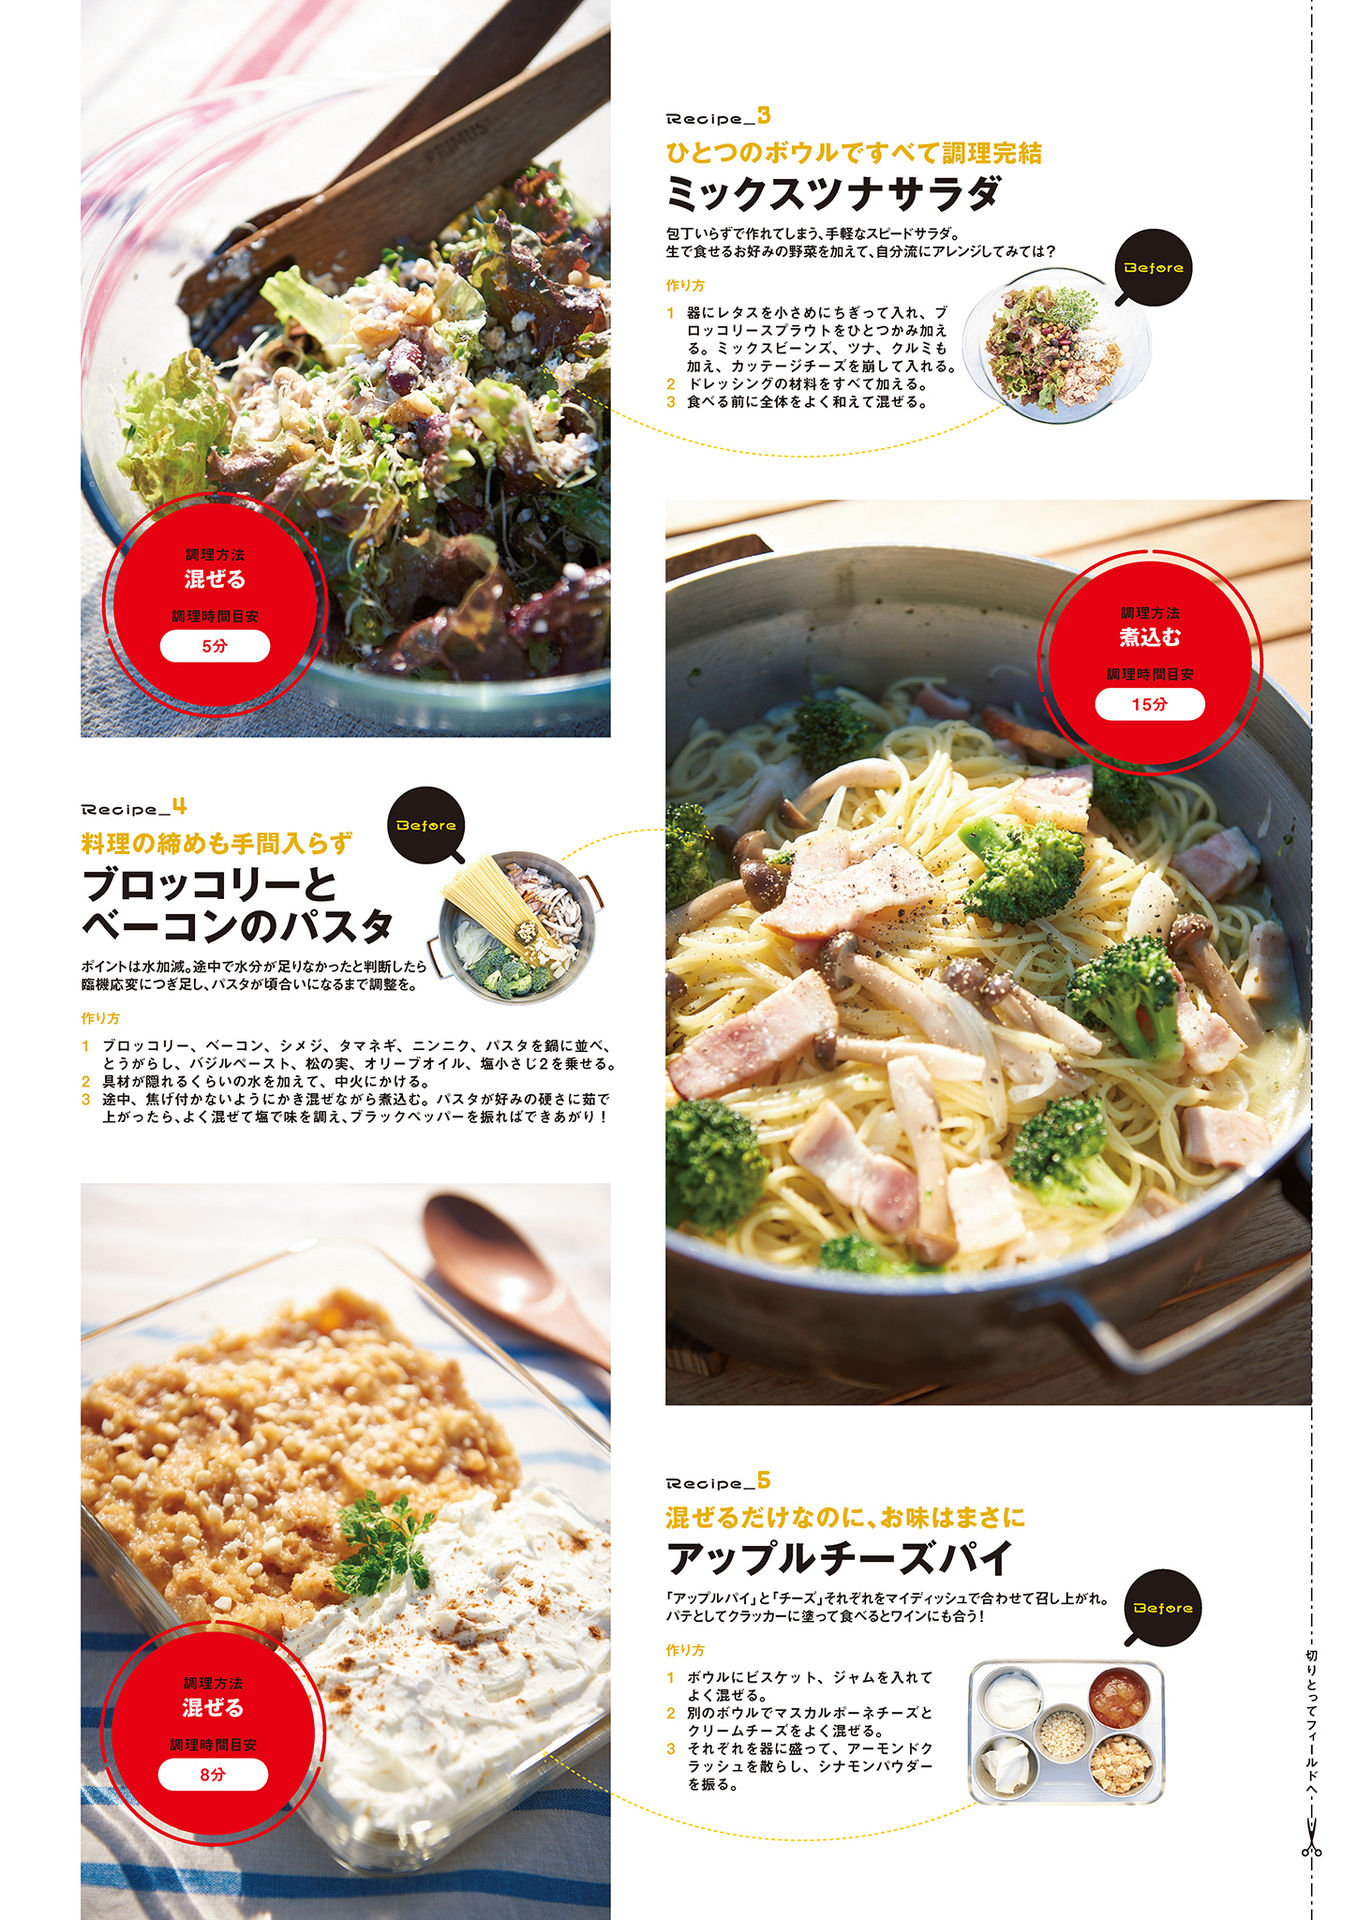 PRIMUS
Recipe_3
ひとつのボウルですべて調理完結
ミックスツナサラダ
包丁いらずで作れてしまう、手軽なスピードサラダ。
生で食せるお好みの野菜を加えて、自分流にアレンジしてみては？
Before
作り方
1 器にレタスを小さめにちぎって入れ、ブ
ロッコリースプラウトをひとつかみ加え
る。ミックスビーンズ、ツナ、クルミも
加え、カッテージチーズを崩して入れる。
2 ドレッシングの材料をすべて加える。
3 食べる前に全体をよく和えて混ぜる。
調理方法
混ぜる
調理時間目安
5分
調理方法
煮込む
調理時間目安
15分
Recipe_4
料理の締めも手間入らず
ブロッコリーと
ベーコンのパスタ
Before
ポイントは水加減。途中で水分が足りなかったと判断したら
臨機応変につぎ足し、パスタが頃合いになるまで調整を。
作り方
1 ブロッコリー、ベーコン、シメジ、タマネギ、ニンニク、パスタを鍋に並べ、
とうがらし、バジルペースト、松の実、オリーブオイル、塩小さじ2を乗せる。
2 具材が隠れるくらいの水を加えて、中火にかける。
3 途中、焦げ付かないようにかき混ぜながら煮込む。パスタが好みの硬さに茹で
上がったら、よく混ぜて塩で味を調え、ブラックペッパーを振ればできあがり！
Recipe_5
混ぜるだけなのに、お味はまさに
アップルチーズパイ
「アップルパイ」と「チーズ」それぞれをマイディッシュで合わせて召し上がれ。
パテとしてクラッカーに塗って食べるとワインにも合う！
Before
作り方
1 ボウルにビスケット、ジャムを入れて
よく混ぜる。
2 別のボウルでマスカルポーネチーズと
クリームチーズをよく混ぜる。
3 それぞれを器に盛って、アーモンドク
ラッシュを散らし、シナモンパウダー
を振る。
調理方法
混ぜる
調理時間目安
8分
切りとってフィールドへ